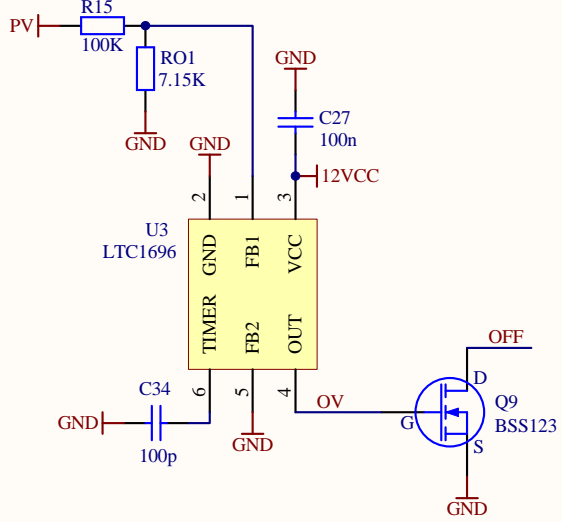 R15
PV
100K
RO1
7.15K
GND
GND
GND
C27
100n
12VCC
2
1
3
U3
LTC1696
GND
FB1
VCC
TIMER
FB2
OUT
6
5
4
C34
GND
100p
GND
OV
OFF
D
G
S
Q9
BSS123
GND